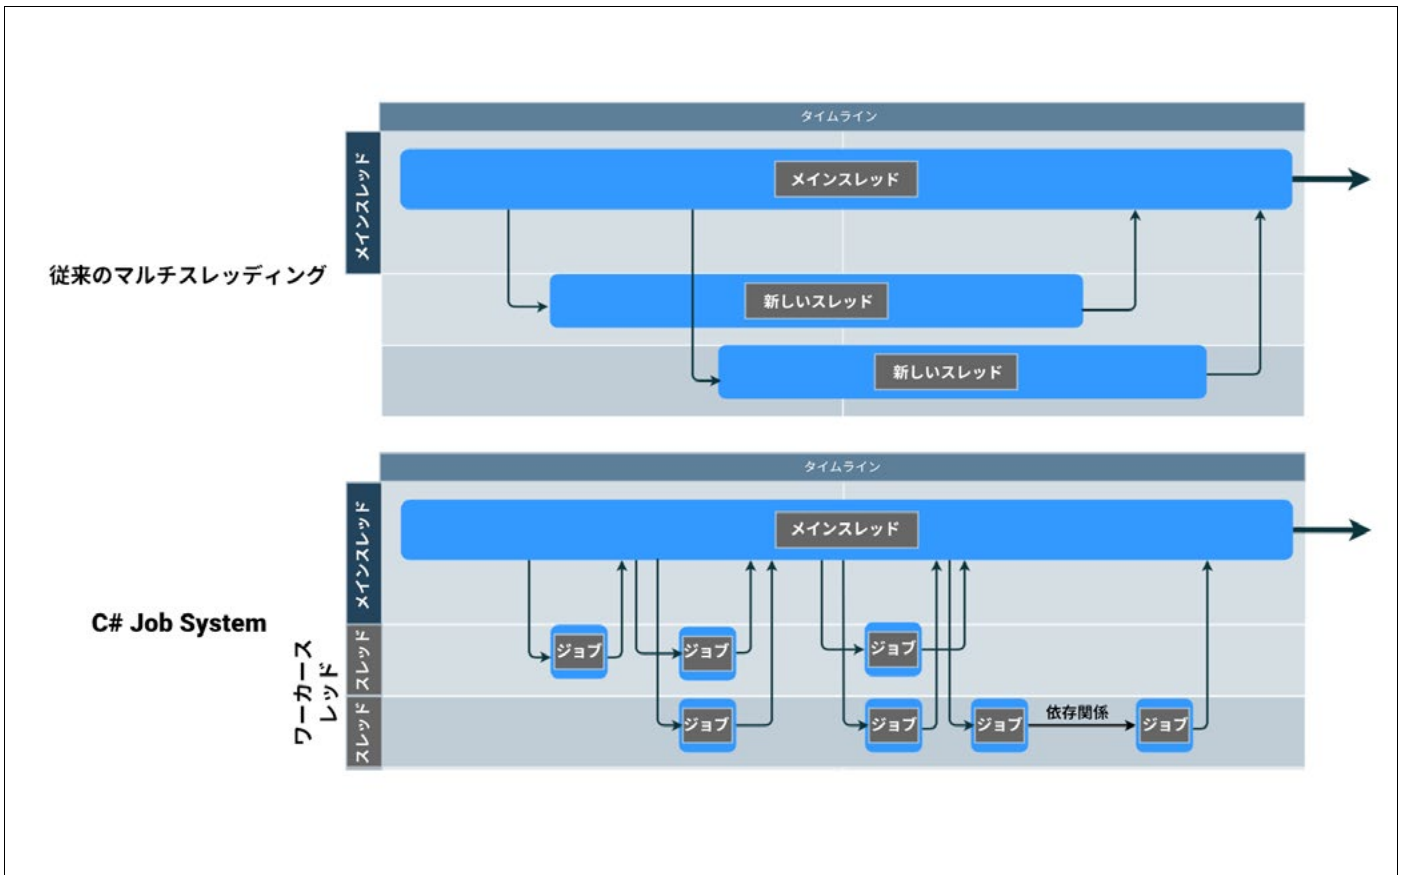 タイムライン
メインスレッド
メインスレッド
従来のマルチスレッディング
新しいスレッド
新しいスレッド
タイムライン
メインスレッド
メインスレッド
C# Job System
ワーカース
レッド
スレッド
ジョブ
ジョブ
ジョブ
スレッド
ジョブ
ジョブ
ジョブ
依存関係
ジョブ